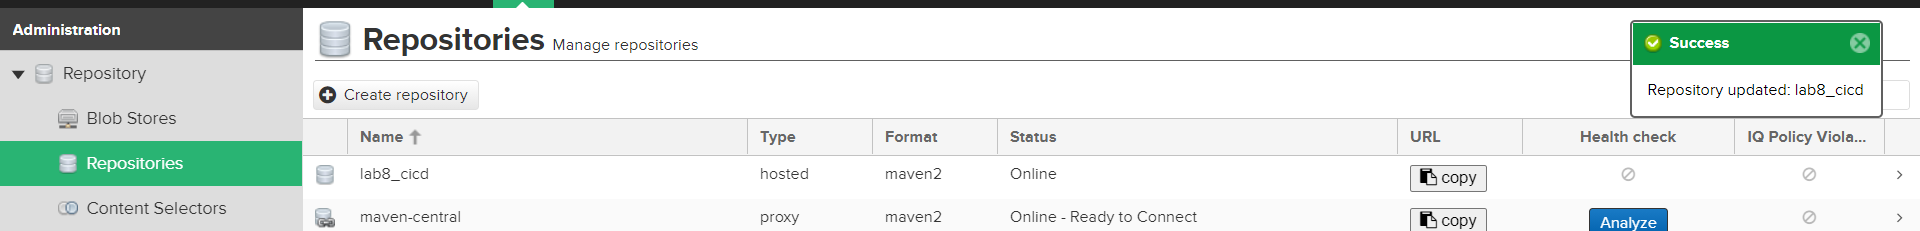 Administration
Repository
Blob Stores
Repositories
Content Selectors
Repositories Manage repositories
Create repository
Success
Repository updated: lab8_cicd
Name Type Format Status URL Health check IQ Policy Viola...
lab8_cicd hosted maven2 Online copy
maven-central proxy maven2 Online - Ready to Connect copy Analyze